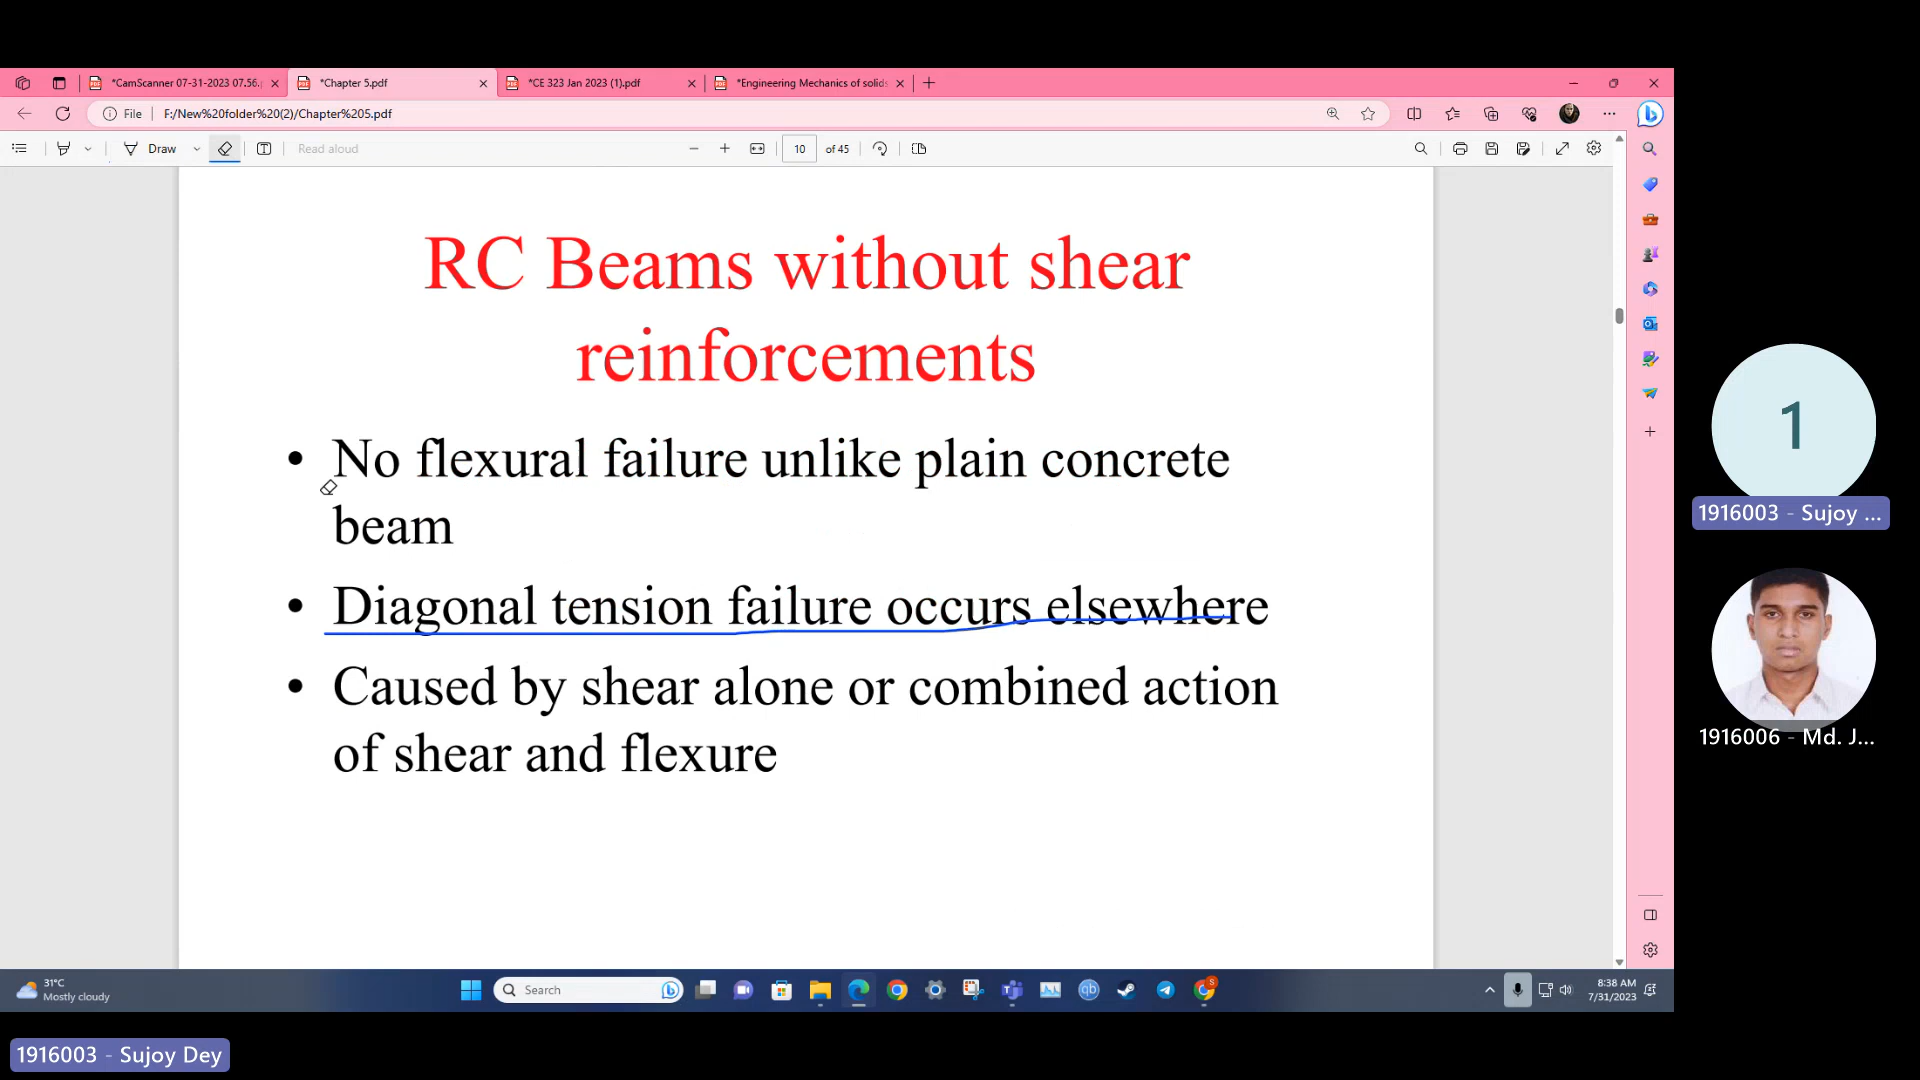 *CamScanner 07-31-2023 07.56.p
*Chapter 5.pdf
*CE 323 Jan 2023 (1).pdf
*Engineering Mechanics of solids
File
F:/New%20folder%20(2)/Chapter%205.pdf
Draw
Read aloud
10
of 45
RC Beams without shear
reinforcements
• No flexural failure unlike plain concrete
beam
• Diagonal tension failure occurs elsewhere
• Caused by shear alone or combined action
of shear and flexure
1
1916003 - Sujoy ...
1916006 - Md. J...
31°C
Mostly cloudy
Search
8:38 AM
7/31/2023
1916003 - Sujoy Dey